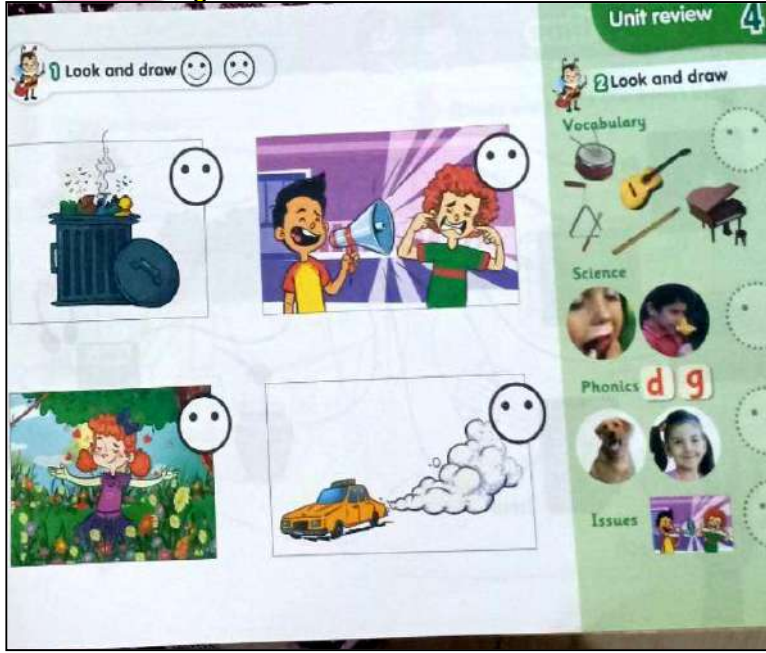 Unit review 4
1 Look and draw
2 Look and draw
Vocabulary
Science
Phonics d g
Issues